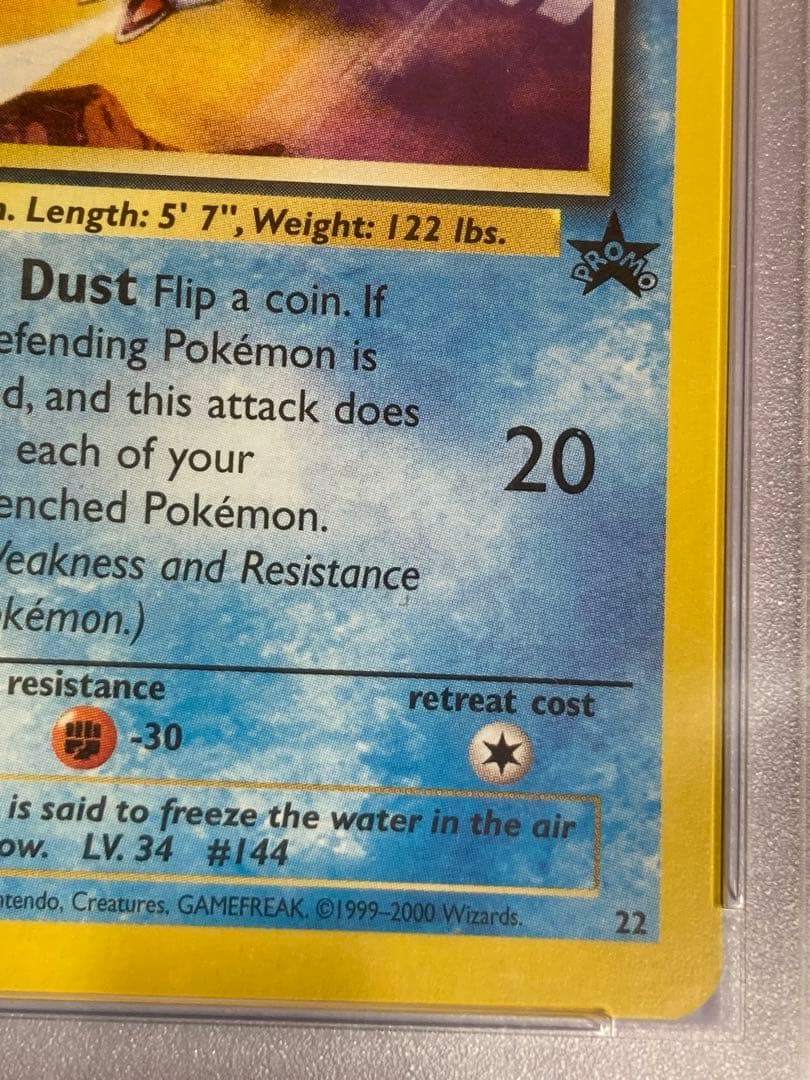 . Length: 5' 7", Weight: 122 lbs.
PROMO
Dust Flip a coin. If
efending Pokémon is
d, and this attack does
20
each of your
enched Pokémon.
eakness and Resistance
kémon.)
resistance
retreat cost
-30
is said to freeze the water in the air
ow. LV. 34 #144
ntendo, Creatures, GAMEFREAK. ©1999–2000 Wizards.
22